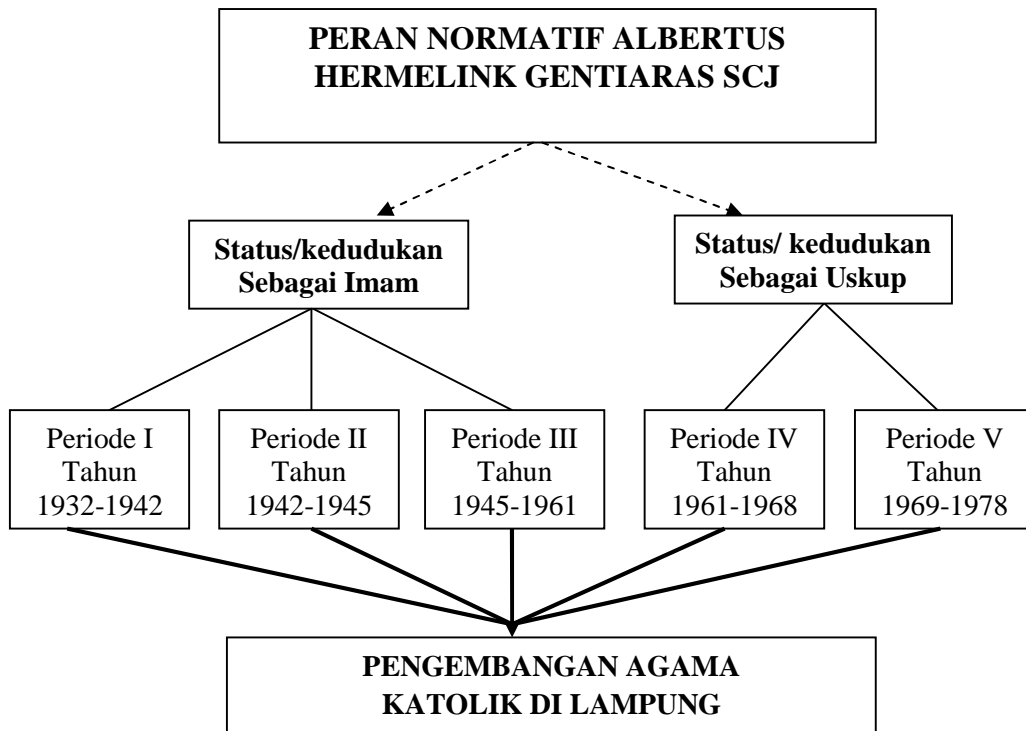 PERAN NORMATIF ALBERTUS
HERMELINK GENTIARAS SCJ
Status/kedudukan
Sebagai Imam
Status/ kedudukan
Sebagai Uskup
Periode I
Tahun
1932-1942
Periode II
Tahun
1942-1945
Periode III
Tahun
1945-1961
Periode IV
Tahun
1961-1968
Periode V
Tahun
1969-1978
PENGEMBANGAN AGAMA
KATOLIK DI LAMPUNG